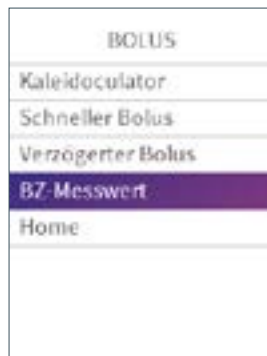 BOLUS
Kaleidoculator
Schneller Bolus
Verzögerter Bolus
BZ-Messwert
Home